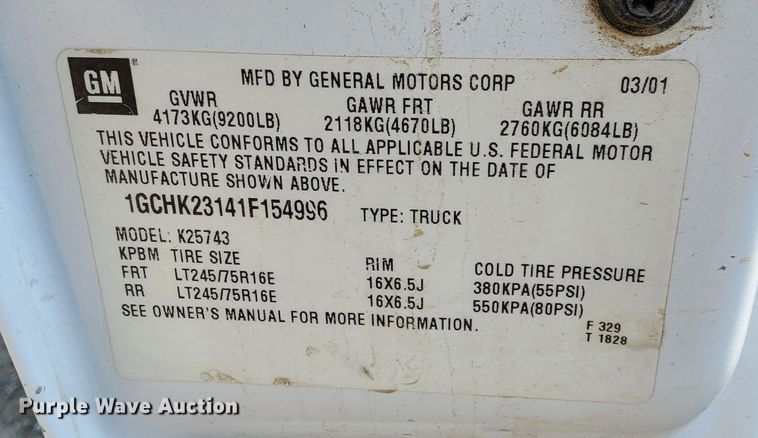 GM
MFD BY GENERAL MOTORS CORP 03/01
GVWR GAWR FRT GAWR RR
4173KG(9200LB) 2118KG(4670LB) 2760KG(6084LB)
THIS VEHICLE CONFORMS TO ALL APPLICABLE U.S. FEDERAL MOTOR
VEHICLE SAFETY STANDARDS IN EFFECT ON THE DATE OF
MANUFACTURE SHOWN ABOVE.
1GCHK23141F154996 TYPE: TRUCK
MODEL: K25743
KPBM TIRE SIZE RIM COLD TIRE PRESSURE
FRT LT245/75R16E 16X6.5J 380KPA(55PSI)
RR LT245/75R16E 16X6.5J 550KPA(80PSI)
SEE OWNER'S MANUAL FOR MORE INFORMATION.
F 329
T 1828
Purple Wave Auction